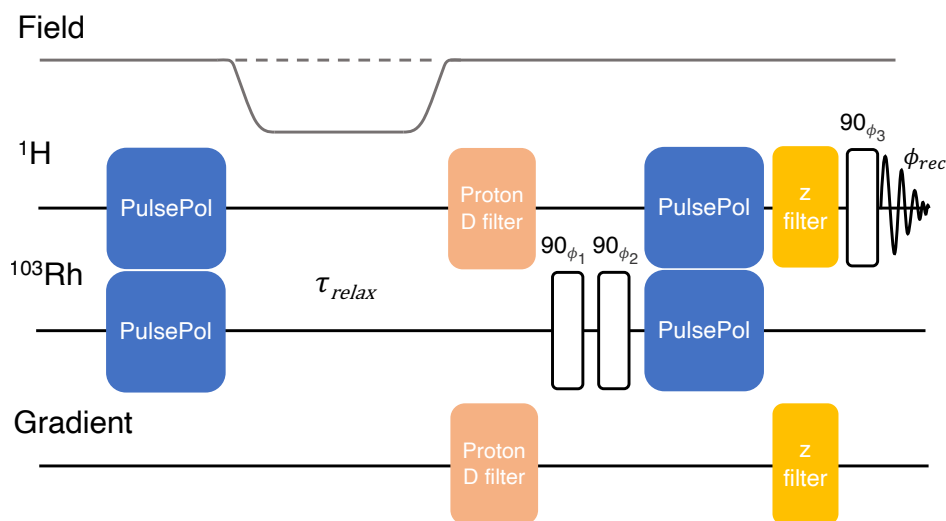 Field
¹H
90ϕ₃
ϕrec
PulsePol
Proton
D filter
PulsePol
z
filter
¹⁰³Rh
90ϕ₁
90ϕ₂
PulsePol
τrelax
PulsePol
Gradient
Proton
D filter
z
filter